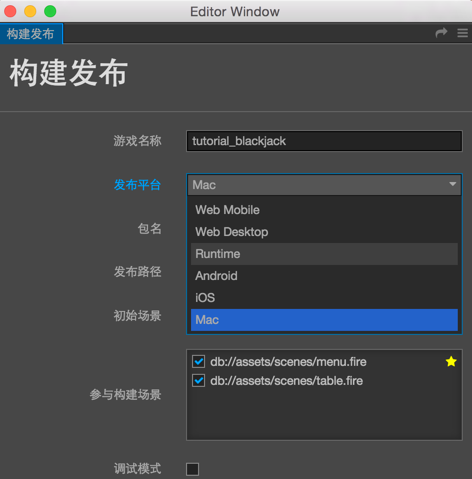 Editor Window
构建发布
构建发布
游戏名称 tutorial_blackjack
发布平台 Mac
Web Mobile
包名
Web Desktop
Runtime
发布路径
Android
iOS
初始场景
Mac
db://assets/scenes/menu.fire
db://assets/scenes/table.fire
参与构建场景
调试模式